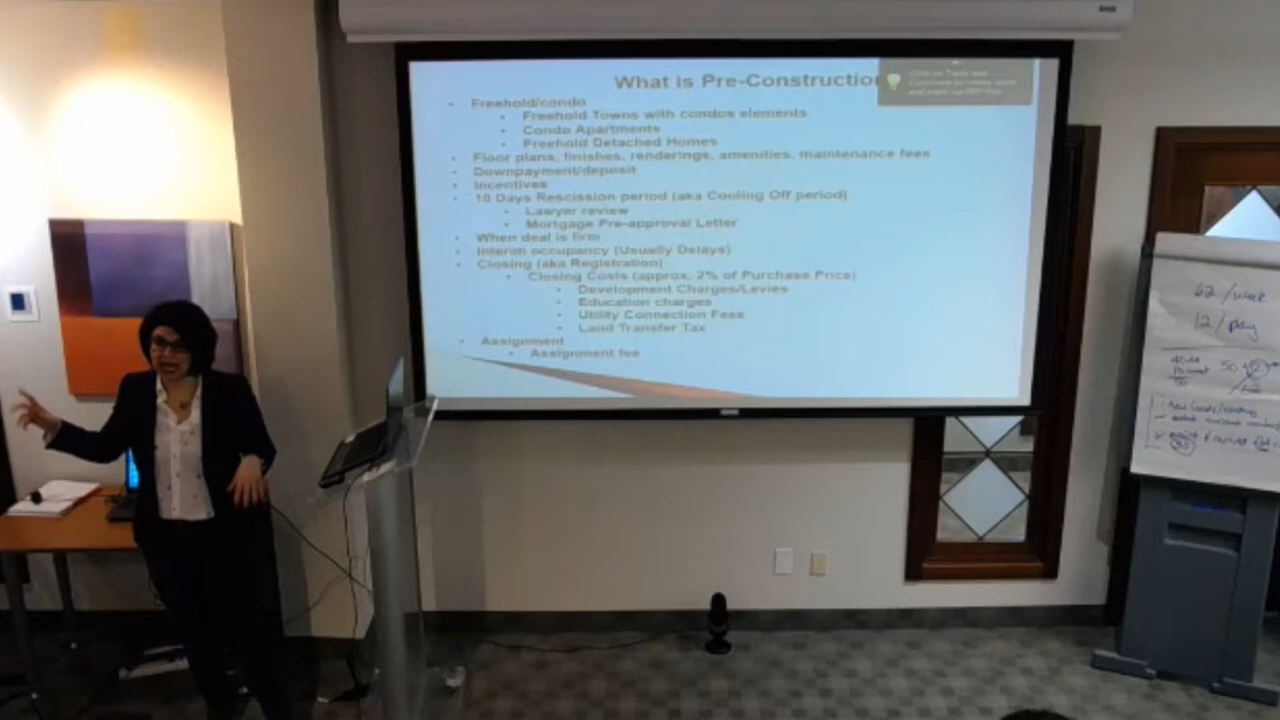 What is Pre-Construction
Freehold/condo
Freehold Towns with condos elements
Condo Apartments
Freehold Detached Homes
Floor plans, finishes, renderings, amenities, maintenance fees
Downpayment/deposit
Incentives
10 Days Rescission period (aka Cooling Off period)
Lawyer review
Mortgage Pre-approval Letter
When deal is firm
Interim occupancy (Usually Delays)
Closing (aka Registration)
Closing Costs (approx. 2% of Purchase Price)
Development Charges/Levies
Education charges
Utility Connection Fees
Land Transfer Tax
Assignment
Assignment fee
62 /week
12 / pay
50